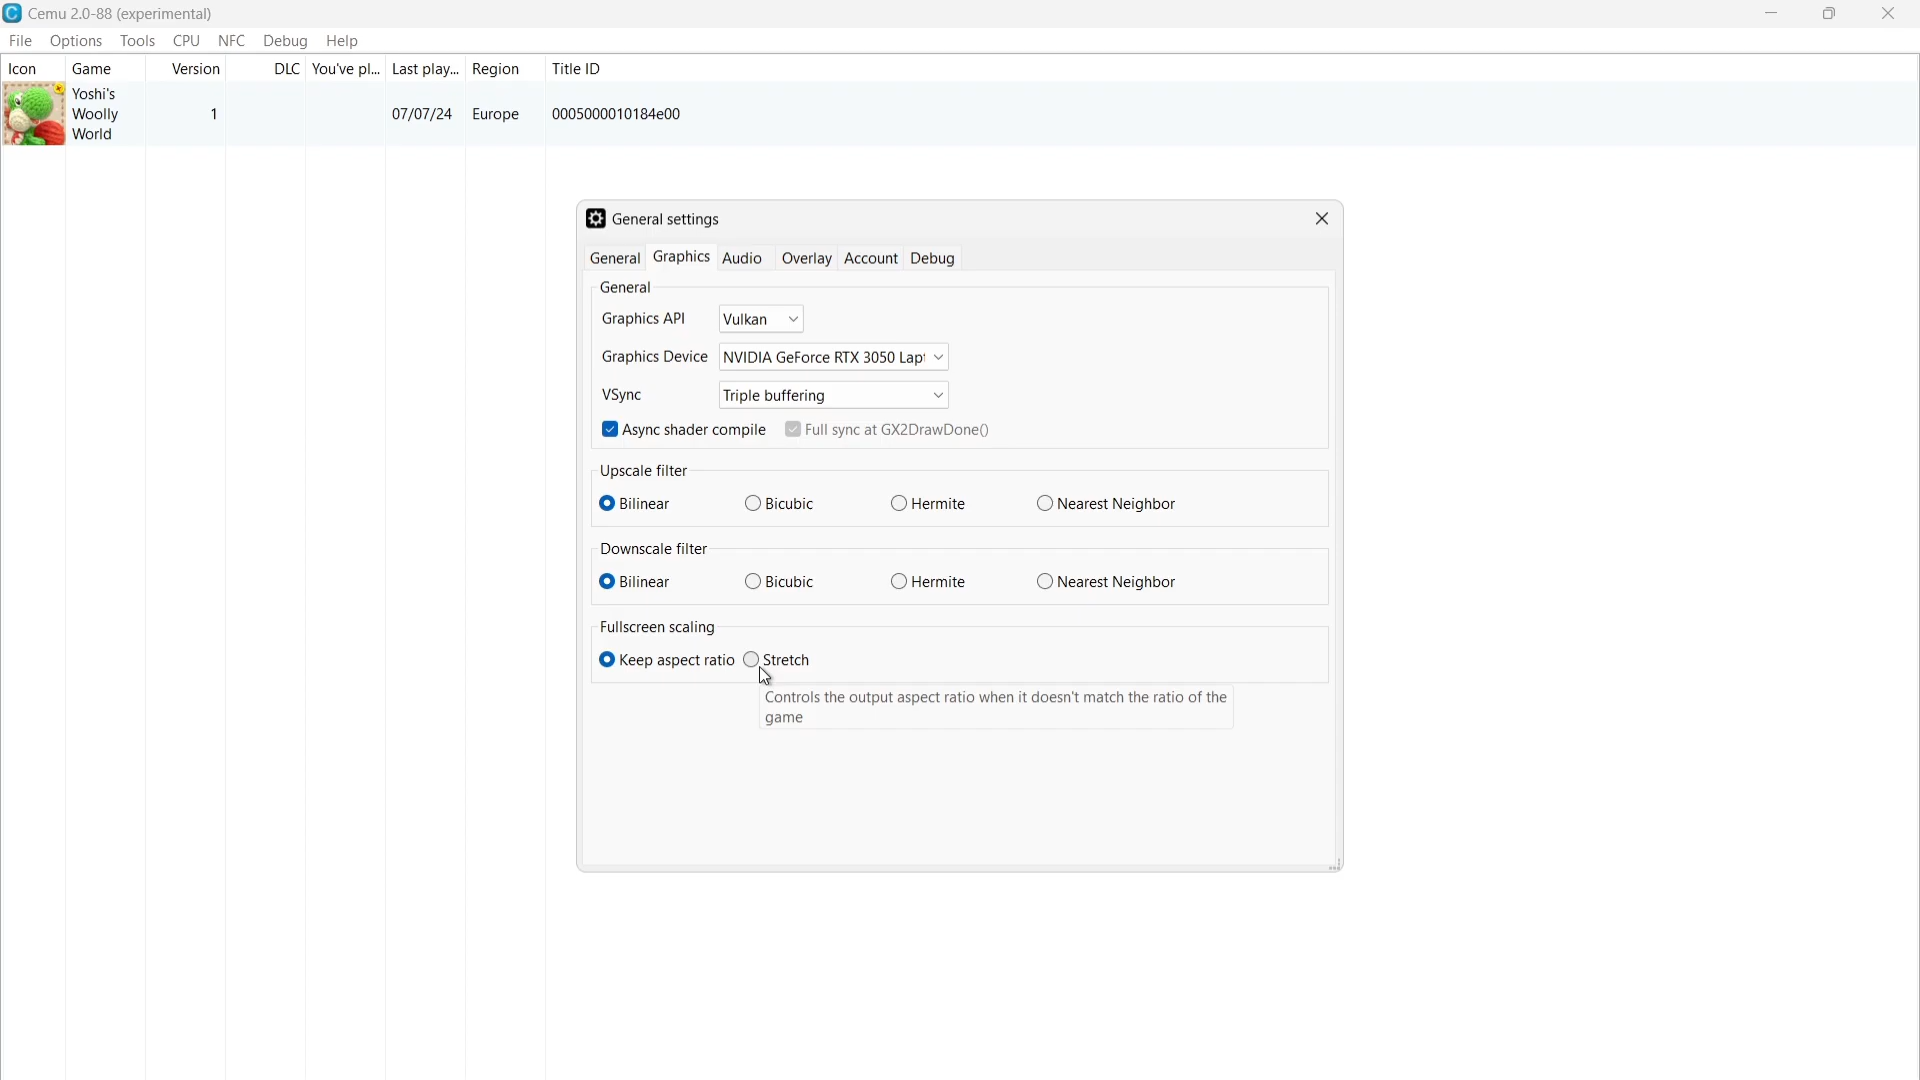 Cemu 2.0-88 (experimental)
File Options Tools CPU NFC Debug Help
Icon Game Version DLC You've pl... Last play... Region Title ID
Yoshi's
Woolly
World
1 07/07/24 Europe 0005000010184e00
General settings
General Graphics Audio Overlay Account Debug
General
Graphics API Vulkan
Graphics Device NVIDIA GeForce RTX 3050 Lapt
VSync Triple buffering
Async shader compile Full sync at GX2DrawDone()
Upscale filter
Bilinear Bicubic Hermite Nearest Neighbor
Downscale filter
Bilinear Bicubic Hermite Nearest Neighbor
Fullscreen scaling
Keep aspect ratio Stretch
Controls the output aspect ratio when it doesn't match the ratio of the
game